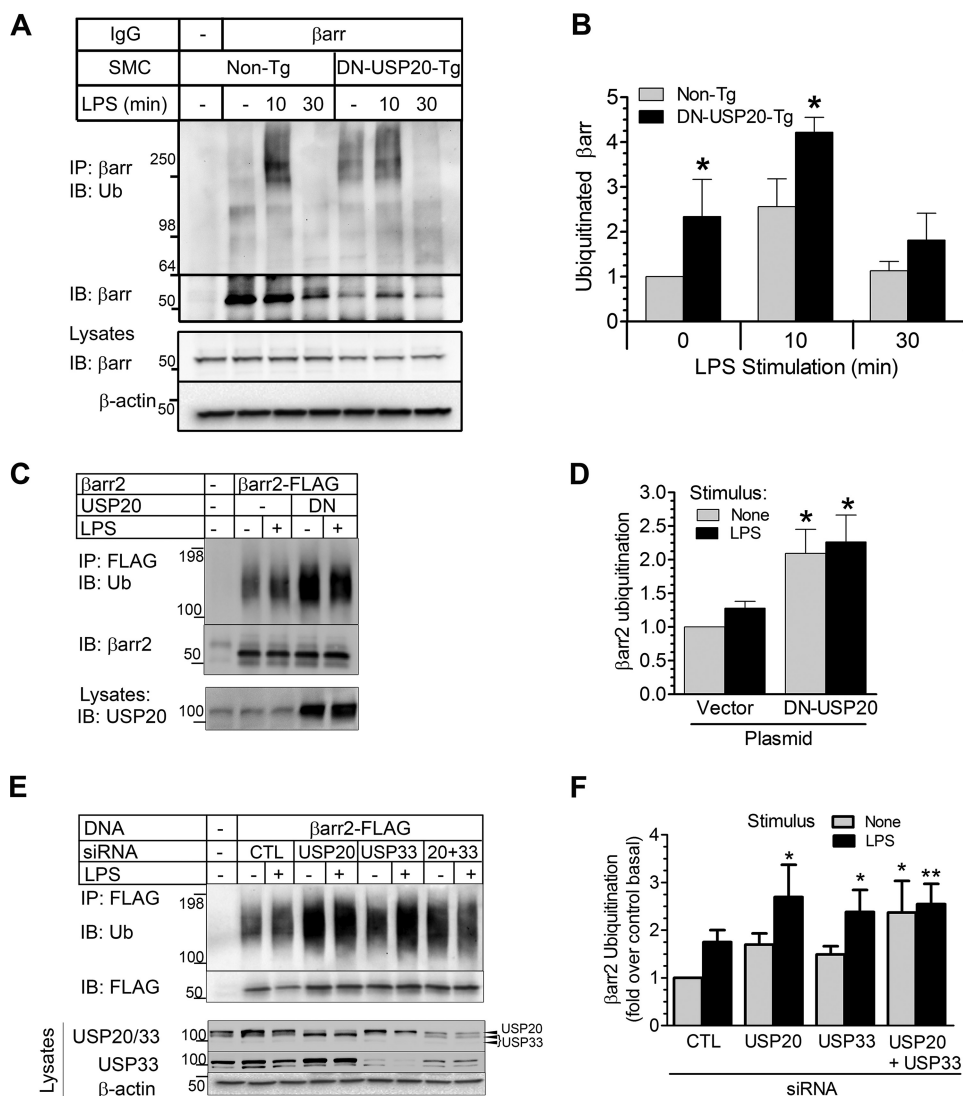 A
IgG - βarr
SMC Non-Tg DN-USP20-Tg
LPS (min) - - 10 30 - 10 30
IP: βarr
IB: Ub
250
98
64
IB: βarr
50
Lysates
IB: βarr
50
β-actin
50
B
Ubiquitinated βarr
5
4
3
2
1
0
Non-Tg
DN-USP20-Tg
* *
0 10 30
LPS Stimulation (min)
C
βarr2 - βarr2-FLAG
USP20 - - DN
LPS - - + - +
IP: FLAG
IB: Ub
198
100
IB: βarr2
50
Lysates:
IB: USP20
100
D
βarr2 ubiquitination
3.0
2.5
2.0
1.5
1.0
0.5
0.0
Stimulus:
None
LPS
* *
Vector DN-USP20
Plasmid
E
DNA - βarr2-FLAG
siRNA - CTL USP20 USP33 20+33
LPS - - + - + - + - +
IP: FLAG
IB: Ub
198
100
IB: FLAG
50
Lysates
USP20/33
100
USP20
USP33
USP33
100
β-actin
50
F
βarr2 Ubiquitination
(fold over control basal)
4
3
2
1
0
Stimulus
None
LPS
* * * **
CTL USP20 USP33 USP20
+ USP33
siRNA